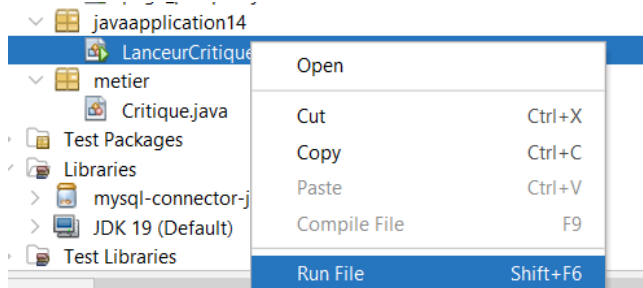 javaapplication14
LanceurCritique
metier
Critique.java
Test Packages
Libraries
mysql-connector-j
JDK 19 (Default)
Test Libraries
Open
Cut Ctrl+X
Copy Ctrl+C
Paste Ctrl+V
Compile File F9
Run File Shift+F6